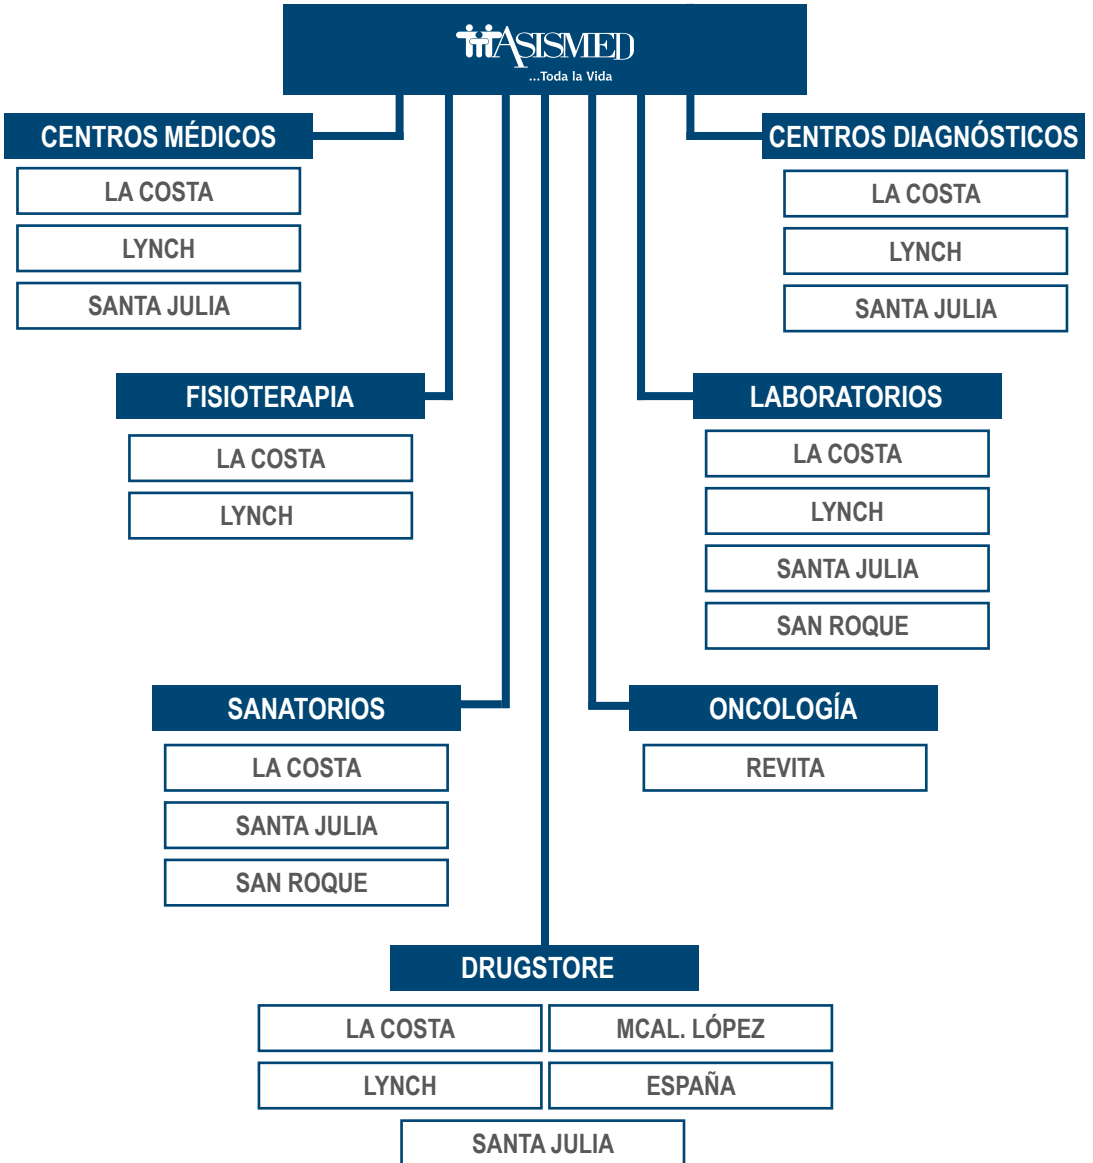 ASISMED
...Toda la Vida
CENTROS MÉDICOS
LA COSTA
LYNCH
SANTA JULIA
CENTROS DIAGNÓSTICOS
LA COSTA
LYNCH
SANTA JULIA
FISIOTERAPIA
LA COSTA
LYNCH
LABORATORIOS
LA COSTA
LYNCH
SANTA JULIA
SAN ROQUE
SANATORIOS
LA COSTA
SANTA JULIA
SAN ROQUE
ONCOLOGÍA
REVITA
DRUGSTORE
LA COSTA
MCAL. LÓPEZ
LYNCH
ESPAÑA
SANTA JULIA